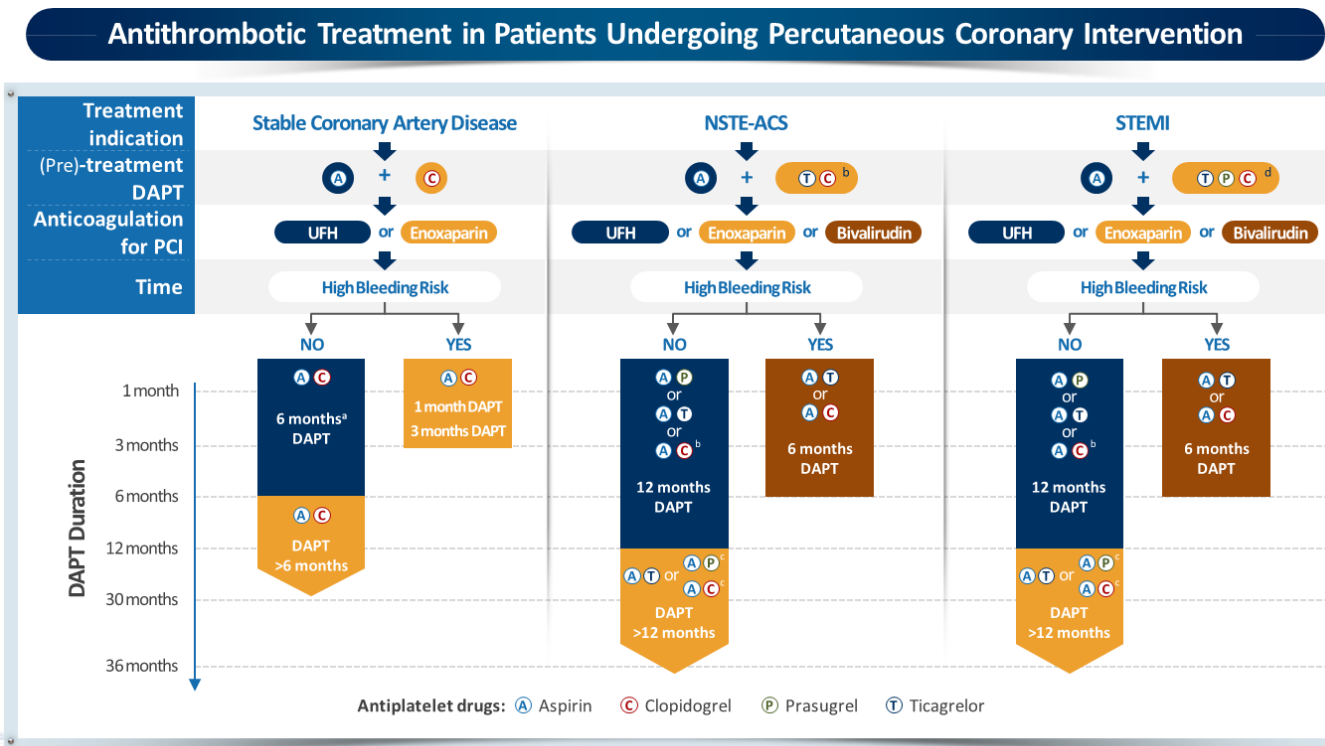 Antithrombotic Treatment in Patients Undergoing Percutaneous Coronary Intervention
Treatment
indication
Stable Coronary Artery Disease
NSTE-ACS
STEMI
(Pre)-treatment
DAPT
A + C
A + T C b
A + T P C d
Anticoagulation
for PCI
UFH or Enoxaparin
UFH or Enoxaparin or Bivalirudin
UFH or Enoxaparin or Bivalirudin
Time
High Bleeding Risk
High Bleeding Risk
High Bleeding Risk
NO
YES
NO
YES
NO
YES
DAPT Duration
1 month
3 months
6 months
12 months
30 months
36 months
A C
6 monthsa
DAPT
A C
DAPT
>6 months
A C
1 month DAPT
3 months DAPT
A P
or
A T
or
A C b
12 months
DAPT
A T or A P c
A C c
DAPT
>12 months
A T
or
A C
6 months
DAPT
A P
or
A T
or
A C b
12 months
DAPT
A T or A P c
A C c
DAPT
>12 months
A T
or
A C
6 months
DAPT
Antiplatelet drugs: A Aspirin C Clopidogrel P Prasugrel T Ticagrelor